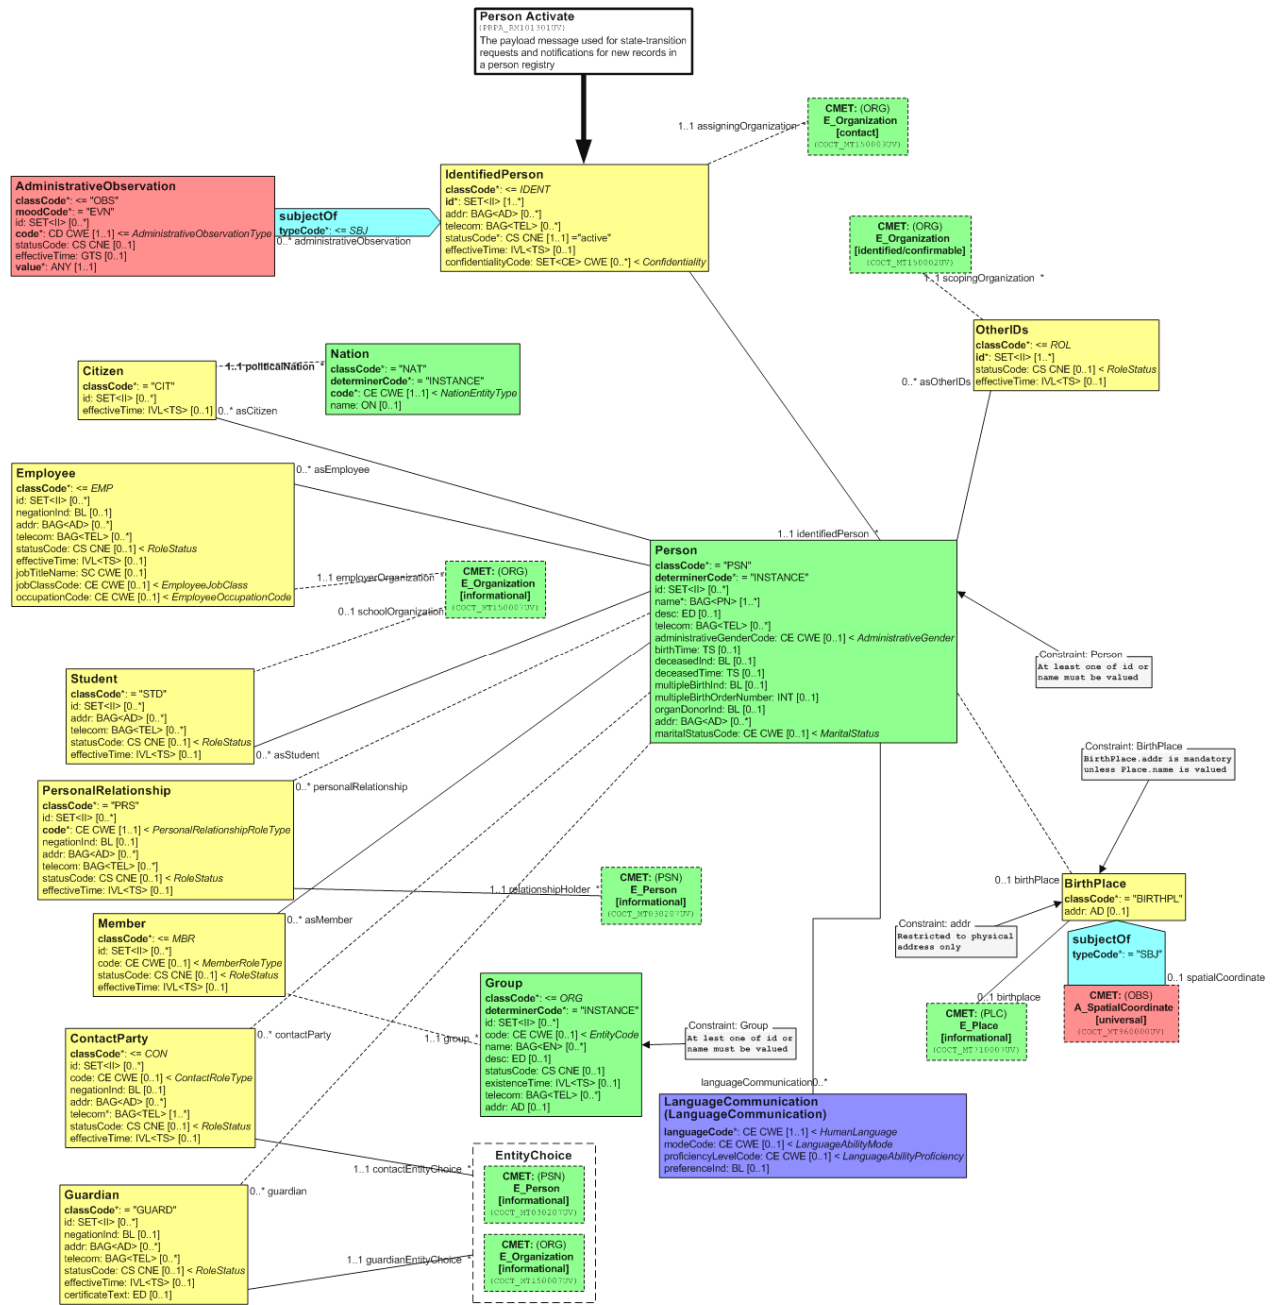 Person Activate
(PRPA_RM101301UV)
The payload message used for state-transition
requests and notifications for new records in
a person registry
CMET: (ORG)
E_Organization
[contact]
(COCT_MT150003UV)
1..1 assigningOrganization *
IdentifiedPerson
classCode*: <= IDENT
id*: SET<II> [1..*]
addr: BAG<AD> [0..*]
telecom: BAG<TEL> [0..*]
statusCode*: CS CNE [1..1] ="active"
effectiveTime: IVL<TS> [0..1]
confidentialityCode: SET<CE> CWE [0..*] < Confidentiality
AdministrativeObservation
classCode*: <= "OBS"
moodCode*: = "EVN"
id: SET<II> [0..*]
code*: CD CWE [1..1] <= AdministrativeObservationType
statusCode: CS CNE [0..1]
effectiveTime: GTS [0..1]
value*: ANY [1..1]
subjectOf
typeCode*: <= SBJ
0..* administrativeObservation
CMET: (ORG)
E_Organization
[identified/confirmable]
(COCT_MT150002UV)
1..1 scopingOrganization *
OtherIDs
classCode*: <= ROL
id*: SET<II> [1..*]
statusCode: CS CNE [0..1] < RoleStatus
effectiveTime: IVL<TS> [0..1]
0..* asOtherIDs
Citizen
classCode*: = "CIT"
id: SET<II> [0..*]
effectiveTime: IVL<TS> [0..1]
0..* asCitizen
1..1 politicalNation *
Nation
classCode*: = "NAT"
determinerCode*: = "INSTANCE"
code*: CE CWE [1..1] < NationEntityType
name: ON [0..1]
Employee
classCode*: <= EMP
id: SET<II> [0..*]
negationInd: BL [0..1]
addr: BAG<AD> [0..*]
telecom: BAG<TEL> [0..*]
statusCode: CS CNE [0..1] < RoleStatus
effectiveTime: IVL<TS> [0..1]
jobTitleName: SC CWE [0..1]
jobClassCode: CE CWE [0..1] < EmployeeJobClass
occupationCode: CE CWE [0..1] < EmployeeOccupationCode
0..* asEmployee
1..1 employerOrganization *
0..1 schoolOrganization *
CMET: (ORG)
E_Organization
[informational]
(COCT_MT150007UV)
1..1 identifiedPerson *
Person
classCode*: = "PSN"
determinerCode*: = "INSTANCE"
id: SET<II> [0..*]
name*: BAG<PN> [1..*]
desc: ED [0..1]
telecom: BAG<TEL> [0..*]
administrativeGenderCode: CE CWE [0..1] < AdministrativeGender
birthTime: TS [0..1]
deceasedInd: BL [0..1]
deceasedTime: TS [0..1]
multipleBirthInd: BL [0..1]
multipleBirthOrderNumber: INT [0..1]
organDonorInd: BL [0..1]
addr: BAG<AD> [0..*]
maritalStatusCode: CE CWE [0..1] < MaritalStatus
Constraint: Person
At least one of id or
name must be valued
Student
classCode*: = "STD"
id: SET<II> [0..*]
addr: BAG<AD> [0..*]
telecom: BAG<TEL> [0..*]
statusCode: CS CNE [0..1] < RoleStatus
effectiveTime: IVL<TS> [0..1]
0..* asStudent
Constraint: BirthPlace
BirthPlace.addr is mandatory
unless Place.name is valued
PersonalRelationship
classCode*: = "PRS"
id: SET<II> [0..*]
code*: CE CWE [1..1] < PersonalRelationshipRoleType
negationInd: BL [0..1]
addr: BAG<AD> [0..*]
telecom: BAG<TEL> [0..*]
statusCode: CS CNE [0..1] < RoleStatus
effectiveTime: IVL<TS> [0..1]
0..* personalRelationship
1..1 relationshipHolder *
CMET: (PSN)
E_Person
[informational]
(COCT_MT030207UV)
0..1 birthPlace
BirthPlace
classCode*: = "BIRTHPL"
addr: AD [0..1]
Constraint: addr
Restricted to physical
address only
subjectOf
typeCode*: = "SBJ"
0..1 spatialCoordinate
CMET: (OBS)
A_SpatialCoordinate
[universal]
(COCT_MT960000UV)
0..1 birthplace
CMET: (PLC)
E_Place
[informational]
(COCT_MT710007UV)
Member
classCode*: <= MBR
id: SET<II> [0..*]
code: CE CWE [0..1] < MemberRoleType
statusCode: CS CNE [0..1] < RoleStatus
effectiveTime: IVL<TS> [0..1]
0..* asMember
1..1 group *
Group
classCode*: <= ORG
determinerCode*: = "INSTANCE"
id: SET<II> [0..*]
code: CE CWE [0..1] < EntityCode
name: BAG<EN> [0..*]
desc: ED [0..1]
statusCode: CS CNE [0..1]
existenceTime: IVL<TS> [0..1]
telecom: BAG<TEL> [0..*]
addr: AD [0..1]
Constraint: Group
At least one of id or
name must be valued
ContactParty
classCode*: <= CON
id: SET<II> [0..*]
code: CE CWE [0..1] < ContactRoleType
negationInd: BL [0..1]
addr: BAG<AD> [0..*]
telecom*: BAG<TEL> [1..*]
statusCode: CS CNE [0..1] < RoleStatus
effectiveTime: IVL<TS> [0..1]
0..* contactParty
languageCommunication 0..*
LanguageCommunication
(LanguageCommunication)
languageCode*: CE CWE [1..1] < HumanLanguage
modeCode: CE CWE [0..1] < LanguageAbilityMode
proficiencyLevelCode: CE CWE [0..1] < LanguageAbilityProficiency
preferenceInd: BL [0..1]
1..1 contactEntityChoice *
EntityChoice
CMET: (PSN)
E_Person
[informational]
(COCT_MT030207UV)
CMET: (ORG)
E_Organization
[informational]
(COCT_MT150007UV)
Guardian
classCode*: = "GUARD"
id: SET<II> [0..*]
negationInd: BL [0..1]
addr: BAG<AD> [0..*]
telecom: BAG<TEL> [0..*]
statusCode: CS CNE [0..1] < RoleStatus
effectiveTime: IVL<TS> [0..1]
certificateText: ED [0..1]
0..* guardian
1..1 guardianEntityChoice *